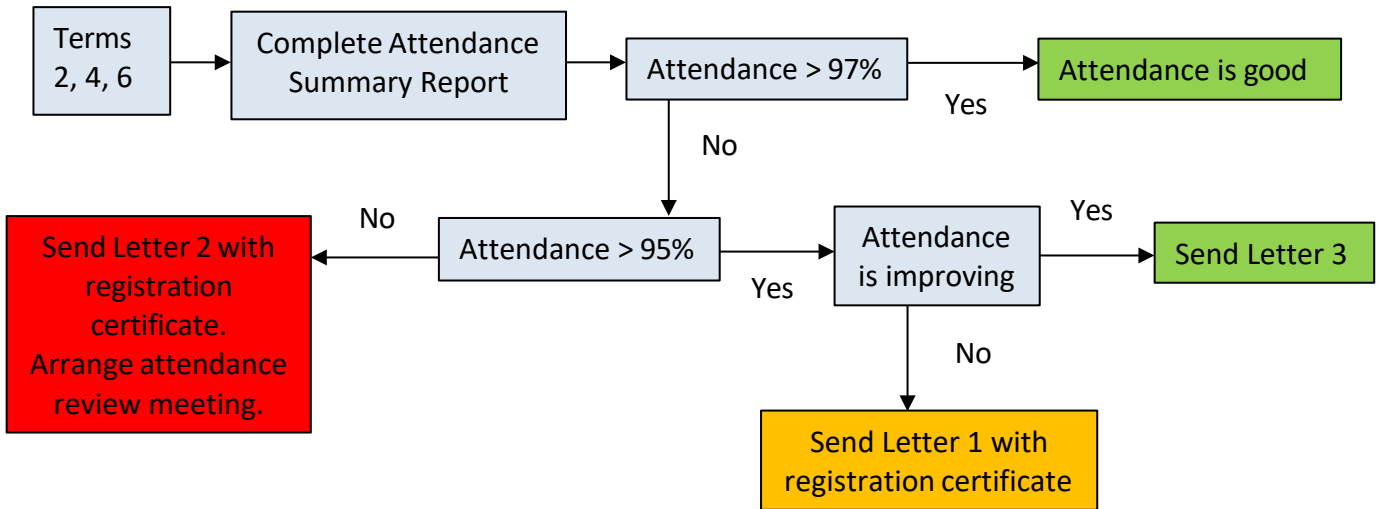 Terms
2, 4, 6
Complete Attendance
Summary Report
Attendance > 97%
Yes
Attendance is good
No
Attendance > 95%
No
Send Letter 2 with
registration
certificate.
Arrange attendance
review meeting.
Yes
Attendance
is improving
Yes
Send Letter 3
No
Send Letter 1 with
registration certificate